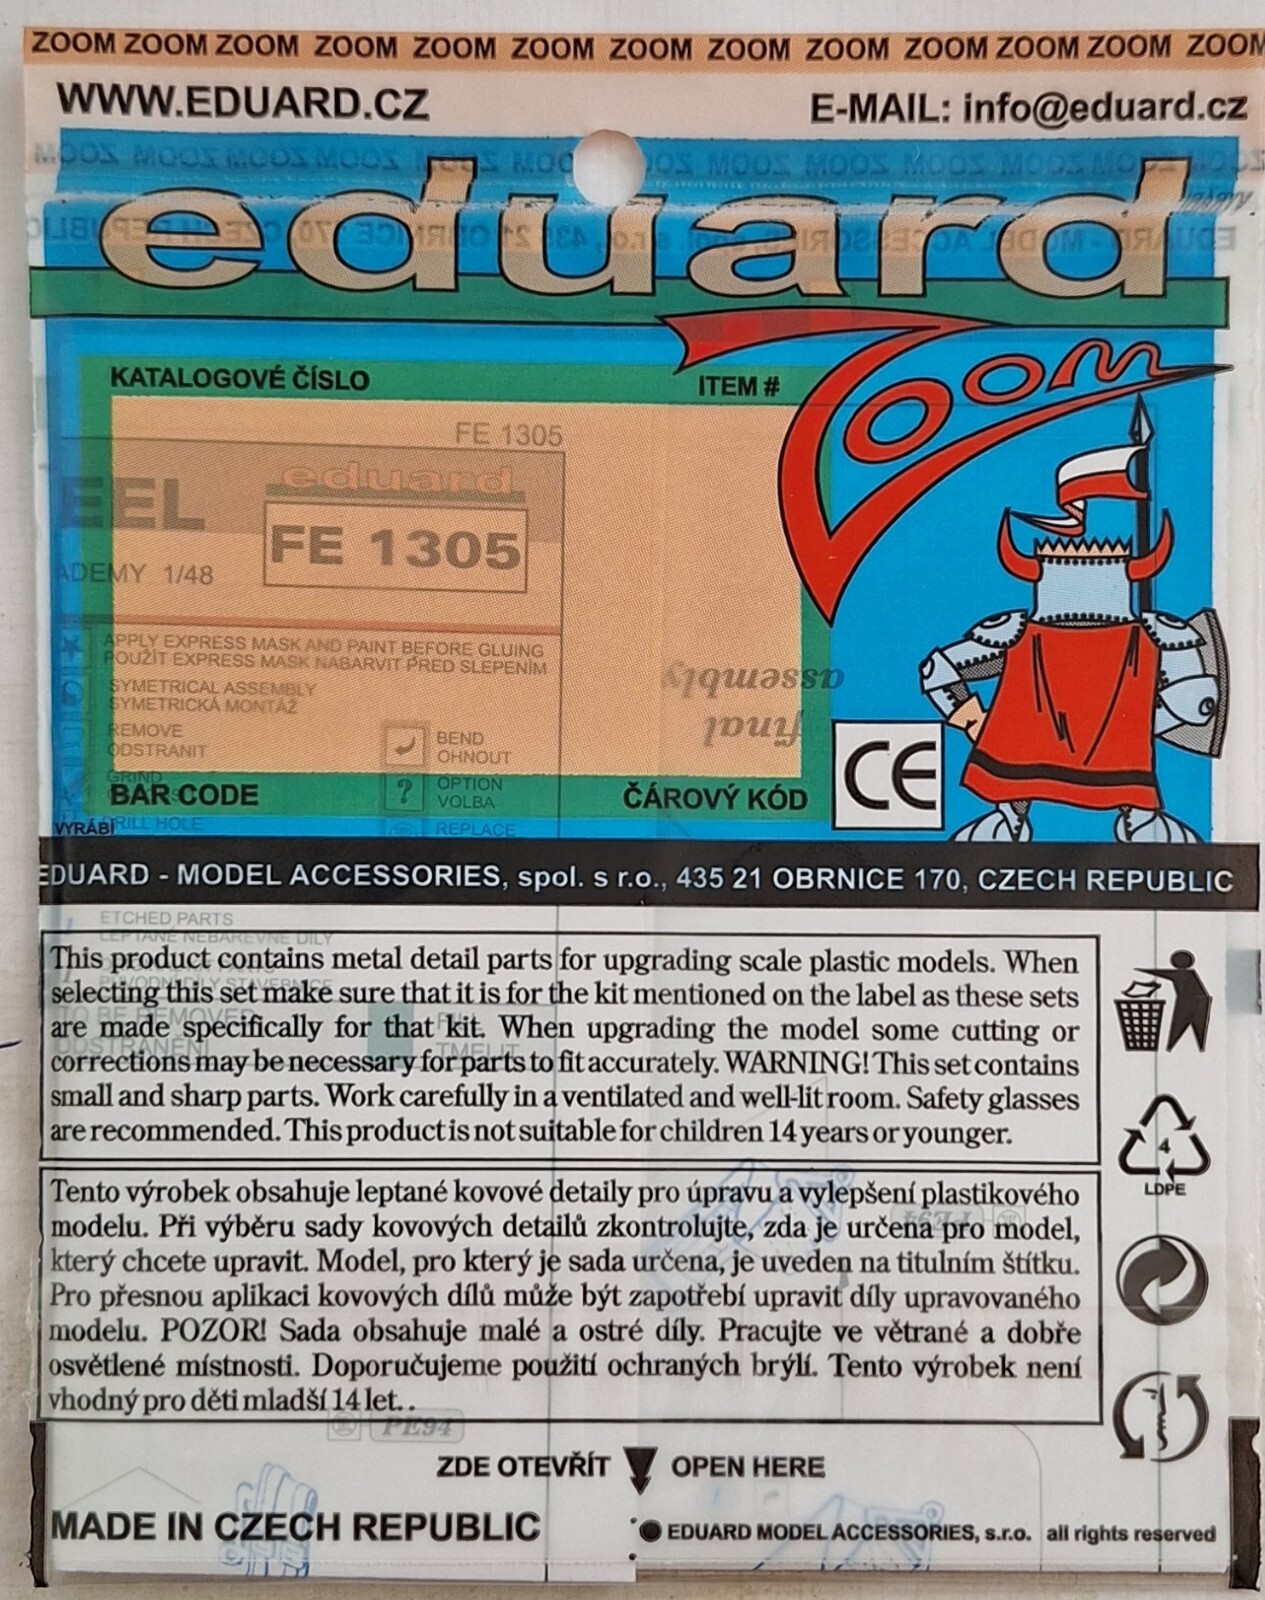 ZOOM ZOOM ZOOM ZOOM ZOOM ZOOM ZOOM ZOOM ZOOM ZOOM ZOOM ZOOM ZOOM
WWW.EDUARD.CZ
E-MAIL: info@eduard.cz
eduard
Zoom
KATALOGOVÉ ČÍSLO
ITEM #
FE 1305
eduard
EEL
FE 1305
ADEMY 1/48
APPLY EXPRESS MASK AND PAINT BEFORE GLUING
POUŽÍT EXPRESS MASK NABARVIT PŘED SLEPENÍM
SYMETRICAL ASSEMBLY
SYMETRICKÁ MONTÁŽ
REMOVE
ODSTRANIT
BEND
OHNOUT
final
assembly
GRIND
OPTION
VOLBA
BAR CODE
ČÁROVÝ KÓD
CE
VYRÁBÍ
DRILL HOLE
REPLACE
EDUARD - MODEL ACCESSORIES, spol. s r.o., 435 21 OBRNICE 170, CZECH REPUBLIC
ETCHED PARTS
LEPTANÉ NEBAREVNÉ DÍLY
This product contains metal detail parts for upgrading scale plastic models. When
selecting this set make sure that it is for the kit mentioned on the label as these sets
are made specifically for that kit. When upgrading the model some cutting or
corrections may be necessary for parts to fit accurately. WARNING! This set contains
small and sharp parts. Work carefully in a ventilated and well-lit room. Safety glasses
are recommended. This product is not suitable for children 14 years or younger.
4
LDPE
Tento výrobek obsahuje leptané kovové detaily pro úpravu a vylepšení plastikového
modelu. Při výběru sady kovových detailů zkontrolujte, zda je určena pro model,
který chcete upravit. Model, pro který je sada určena, je uveden na titulním štítku.
Pro přesnou aplikaci kovových dílů může být zapotřebí upravit díly upravovaného
modelu. POZOR! Sada obsahuje malé a ostré díly. Pracujte ve větrané a dobře
osvětlené místnosti. Doporučujeme použití ochraných brýlí. Tento výrobek není
vhodný pro děti mladší 14 let..
PE94
PE94
ZDE OTEVŘÍT OPEN HERE
MADE IN CZECH REPUBLIC
EDUARD MODEL ACCESSORIES, s.r.o. all rights reserved